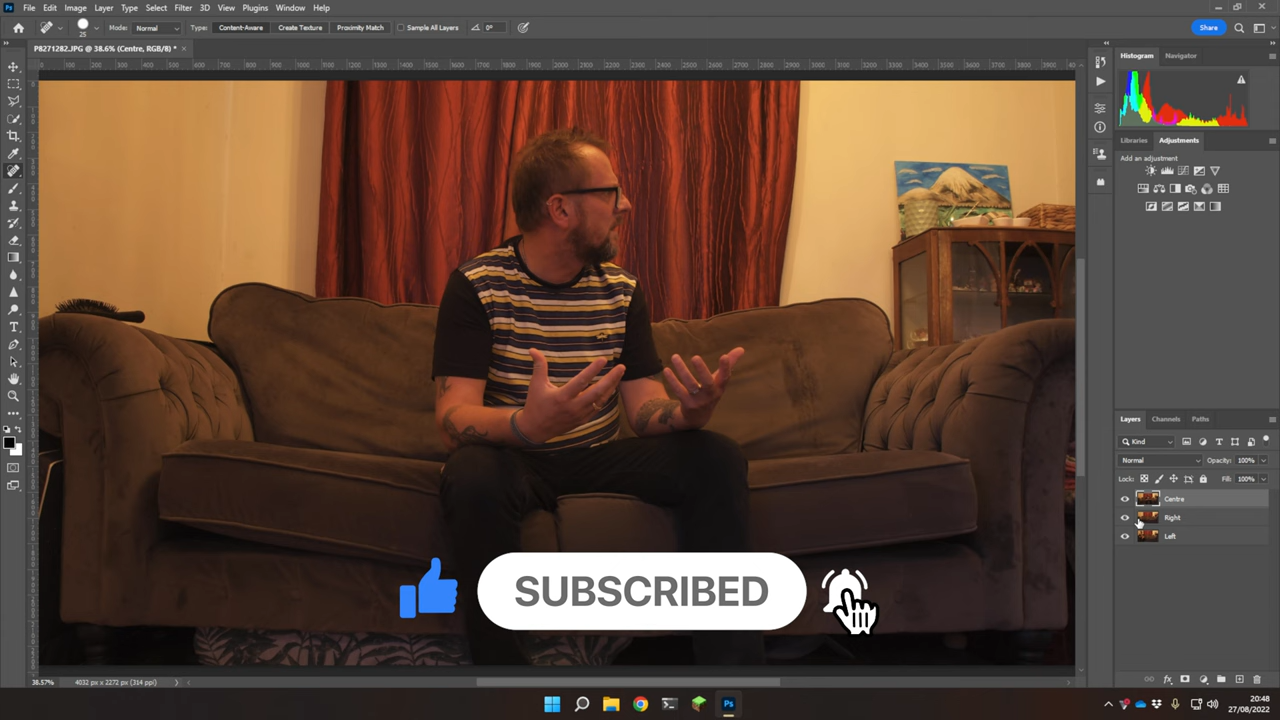 File Edit Image Layer Type Select Filter 3D View Plugins Window Help
25 Mode: Normal Type: Content-Aware Create Texture Proximity Match Sample All Layers 0° Share
P8271282.JPG @ 38.6% (Centre, RGB/8) *
Histogram Navigator
Libraries Adjustments
Add an adjustment
Layers Channels Paths
Kind
Normal Opacity: 100%
Lock: Fill: 100%
Centre
Right
Left
SUBSCRIBED
38.57% 4032 px x 2272 px (314 ppi)
Ps
20:48
27/08/2022